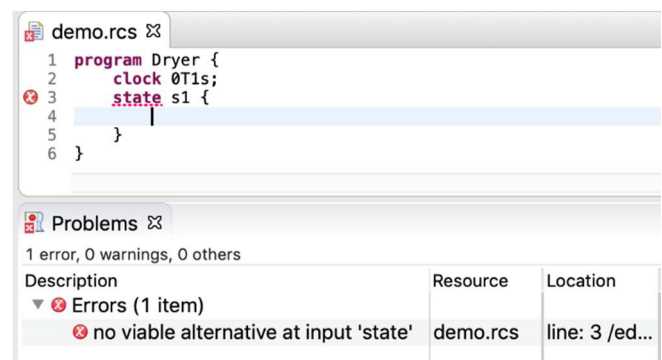 demo.rcs
1 program Dryer {
2 clock 0T1s;
3 state s1 {
4
5 }
6 }
Problems
1 error, 0 warnings, 0 others
Description Resource Location
Errors (1 item)
no viable alternative at input 'state' demo.rcs line: 3 /ed...